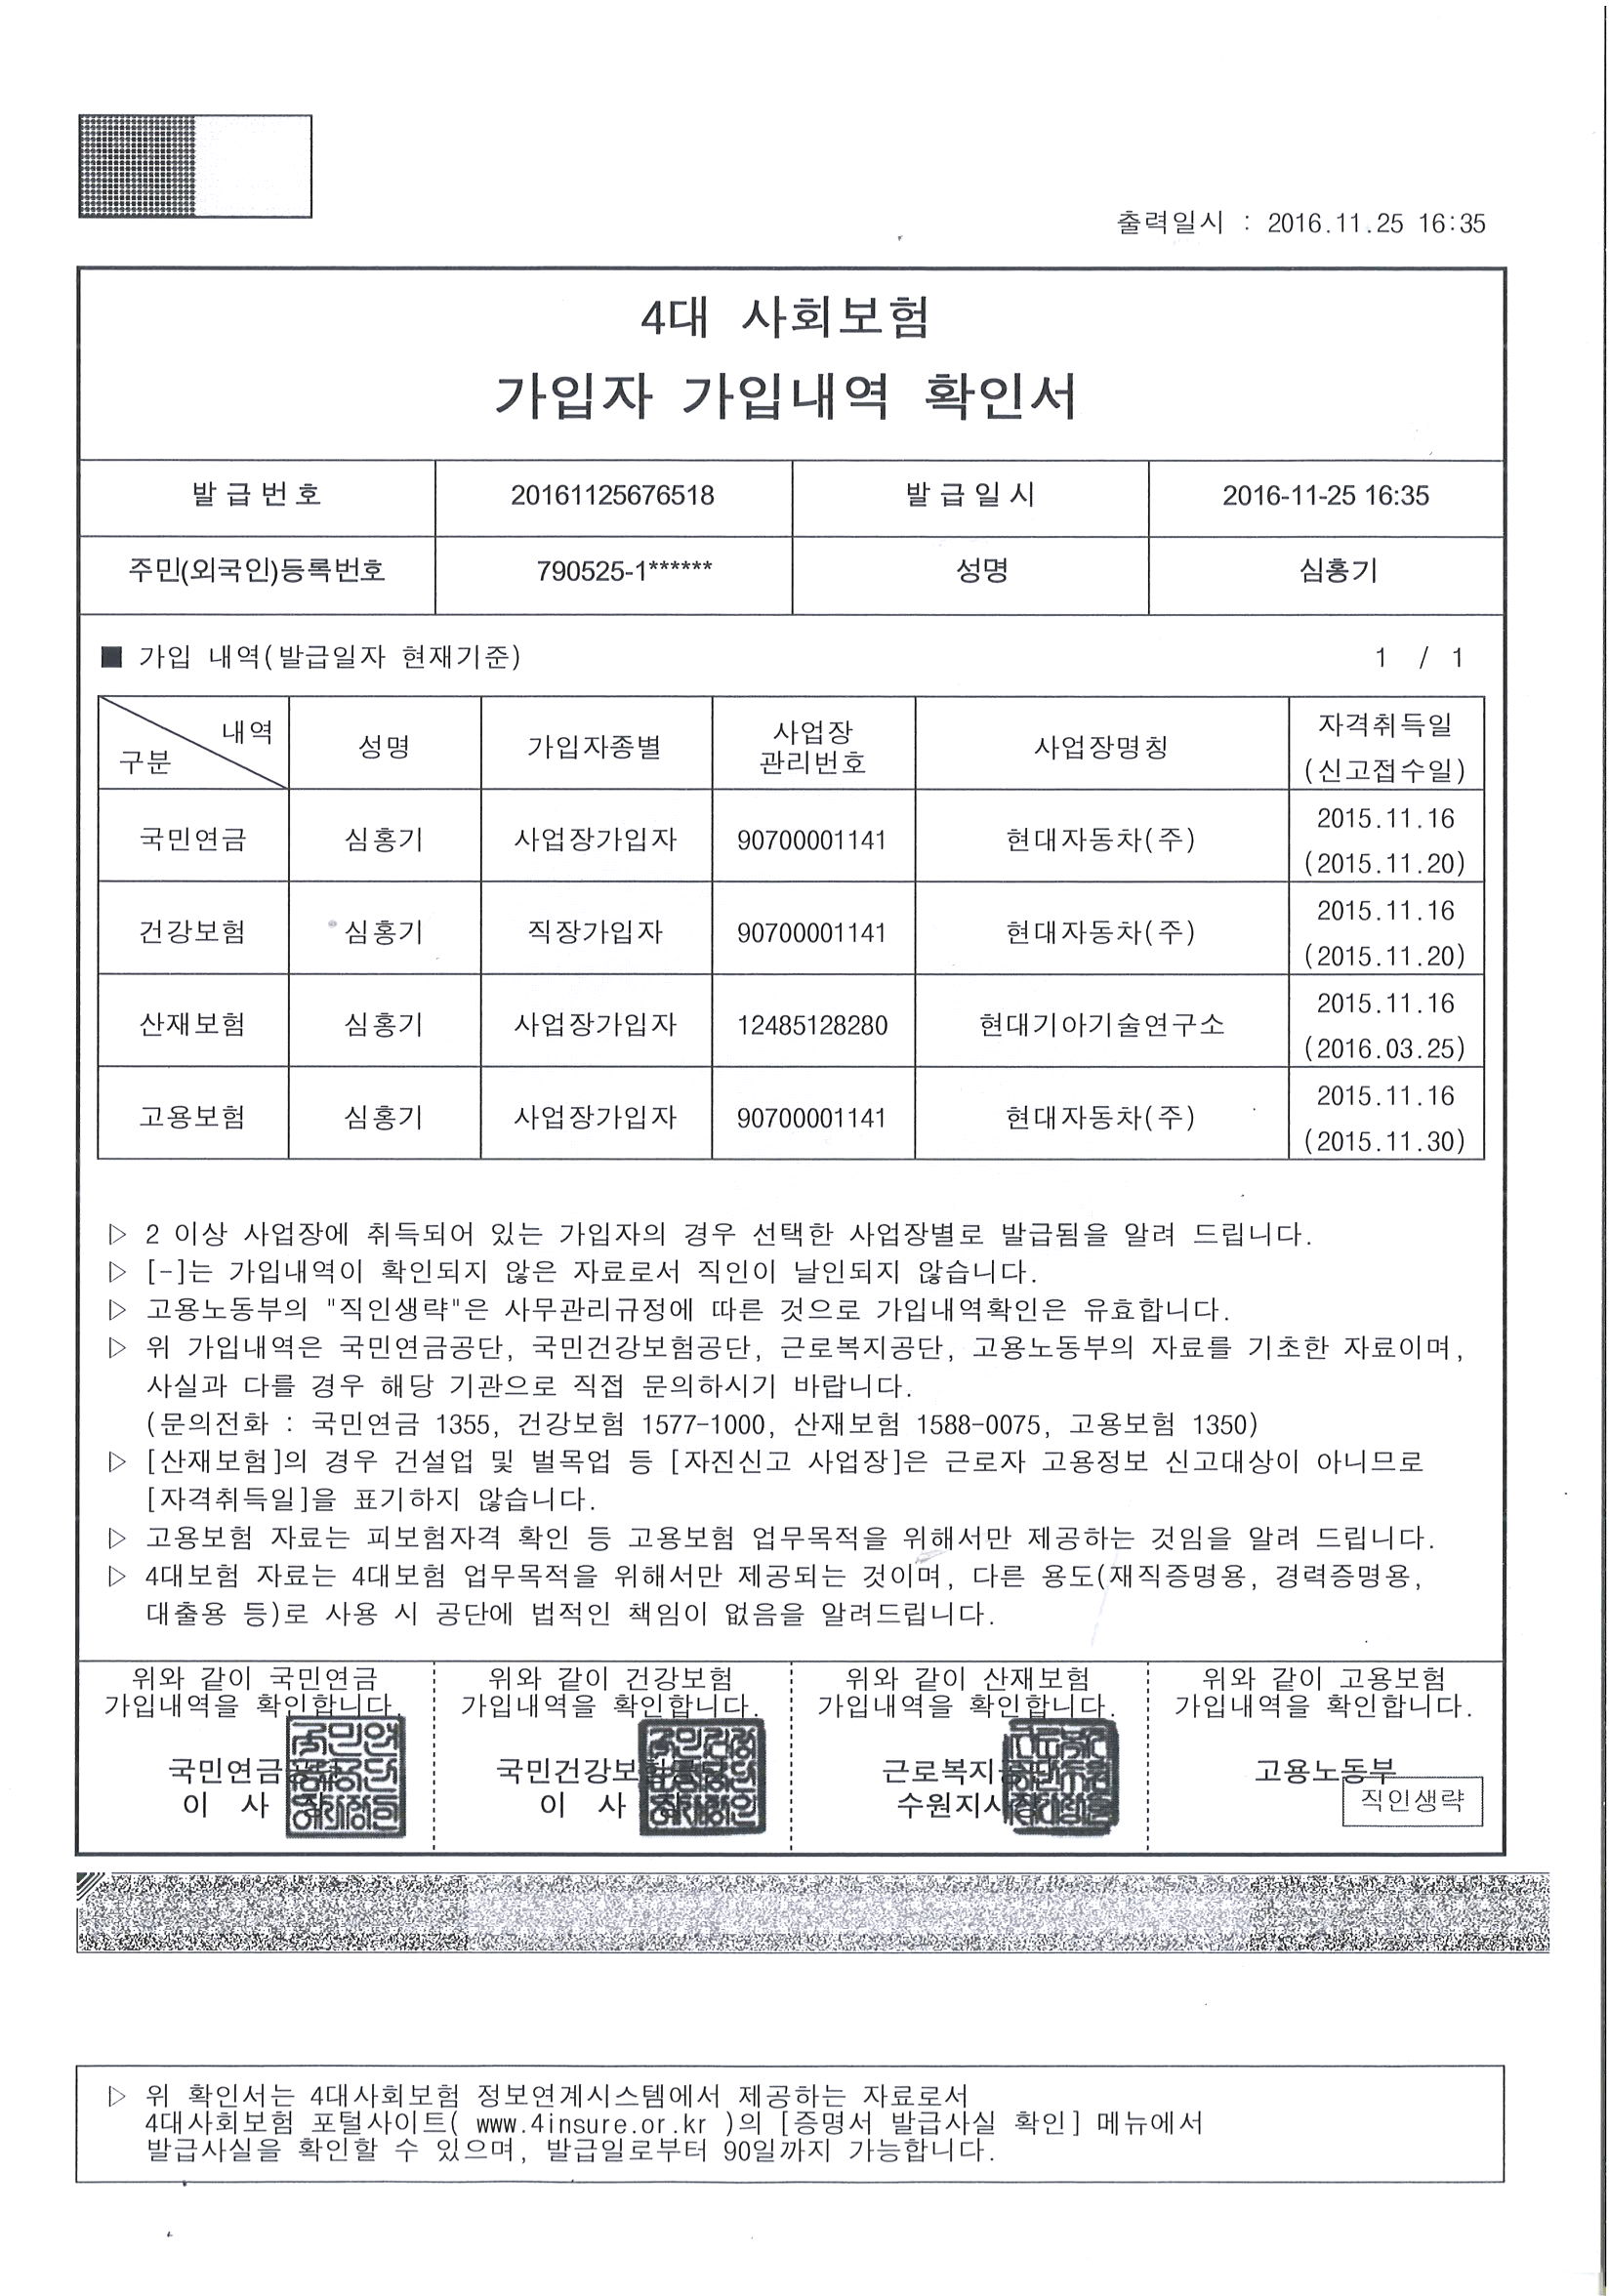 출력일시 : 2016.11.25 16:35
4대 사회보험
가입자 가입내역 확인서
발급번호 20161125676518 발급일시 2016-11-25 16:35
주민(외국인)등록번호 790525-1****** 성명 심홍기
■ 가입 내역(발급일자 현재기준) 1 / 1
내역
구분
성명
가입자종별
사업장
관리번호
사업장명칭
자격취득일
(신고접수일)
국민연금 심홍기 사업장가입자 90700001141 현대자동차(주) 2015.11.16
(2015.11.20)
건강보험 심홍기 직장가입자 90700001141 현대자동차(주) 2015.11.16
(2015.11.20)
산재보험 심홍기 사업장가입자 12485128280 현대기아기술연구소 2015.11.16
(2016.03.25)
고용보험 심홍기 사업장가입자 90700001141 현대자동차(주) 2015.11.16
(2015.11.30)
▷ 2 이상 사업장에 취득되어 있는 가입자의 경우 선택한 사업장별로 발급됨을 알려 드립니다.
▷ [-]는 가입내역이 확인되지 않은 자료로서 직인이 날인되지 않습니다.
▷ 고용노동부의 "직인생략"은 사무관리규정에 따른 것으로 가입내역확인은 유효합니다.
▷ 위 가입내역은 국민연금공단, 국민건강보험공단, 근로복지공단, 고용노동부의 자료를 기초한 자료이며,
사실과 다를 경우 해당 기관으로 직접 문의하시기 바랍니다.
(문의전화 : 국민연금 1355, 건강보험 1577-1000, 산재보험 1588-0075, 고용보험 1350)
▷ [산재보험]의 경우 건설업 및 벌목업 등 [자진신고 사업장]은 근로자 고용정보 신고대상이 아니므로
[자격취득일]을 표기하지 않습니다.
▷ 고용보험 자료는 피보험자격 확인 등 고용보험 업무목적을 위해서만 제공하는 것임을 알려 드립니다.
▷ 4대보험 자료는 4대보험 업무목적을 위해서만 제공되는 것이며, 다른 용도(재직증명용, 경력증명용,
대출용 등)로 사용 시 공단에 법적인 책임이 없음을 알려드립니다.
위와 같이 국민연금
가입내역을 확인합니다.
국민연금공단
이 사 장
위와 같이 건강보험
가입내역을 확인합니다.
국민건강보험공단
이 사 장
위와 같이 산재보험
가입내역을 확인합니다.
근로복지공단
수원지사장
위와 같이 고용보험
가입내역을 확인합니다.
고용노동부
직인생략
▷ 위 확인서는 4대사회보험 정보연계시스템에서 제공하는 자료로서
4대사회보험 포털사이트( www.4insure.or.kr )의 [증명서 발급사실 확인] 메뉴에서
발급사실을 확인할 수 있으며, 발급일로부터 90일까지 가능합니다.